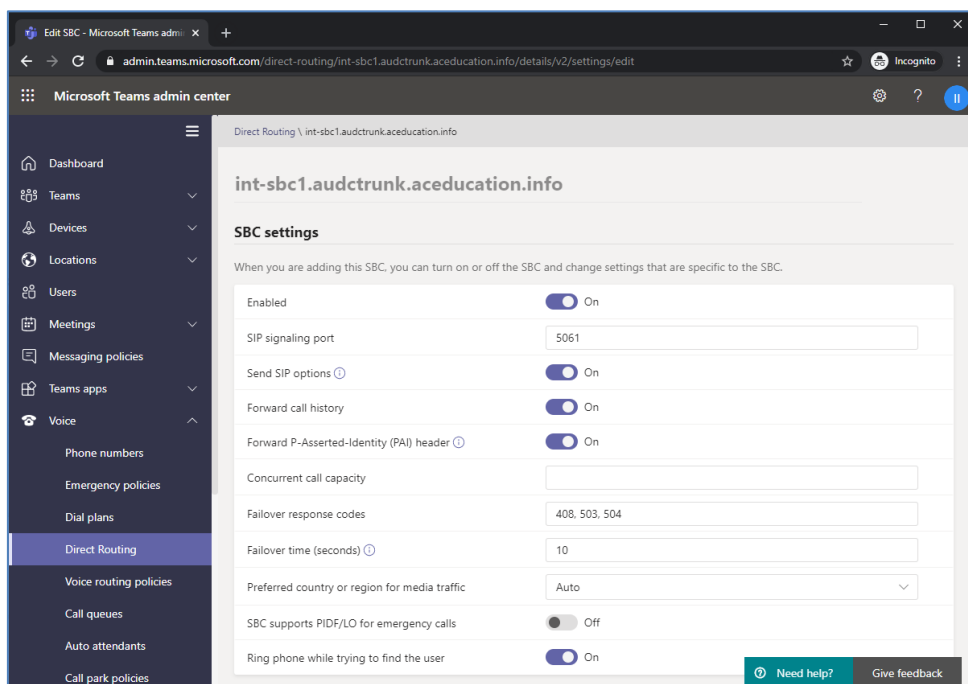 Edit SBC - Microsoft Teams admi
admin.teams.microsoft.com/direct-routing/int-sbc1.audctrunk.aceducation.info/details/v2/settings/edit
Incognito
Microsoft Teams admin center
?
II
Dashboard
Teams
Devices
Locations
Users
Meetings
Messaging policies
Teams apps
Voice
Phone numbers
Emergency policies
Dial plans
Direct Routing
Voice routing policies
Call queues
Auto attendants
Call park policies
Direct Routing \ int-sbc1.audctrunk.aceducation.info
int-sbc1.audctrunk.aceducation.info
SBC settings
When you are adding this SBC, you can turn on or off the SBC and change settings that are specific to the SBC.
Enabled On
SIP signaling port 5061
Send SIP options On
Forward call history On
Forward P-Asserted-Identity (PAI) header On
Concurrent call capacity
Failover response codes 408, 503, 504
Failover time (seconds) 10
Preferred country or region for media traffic Auto
SBC supports PIDF/LO for emergency calls Off
Ring phone while trying to find the user On
Need help? Give feedback